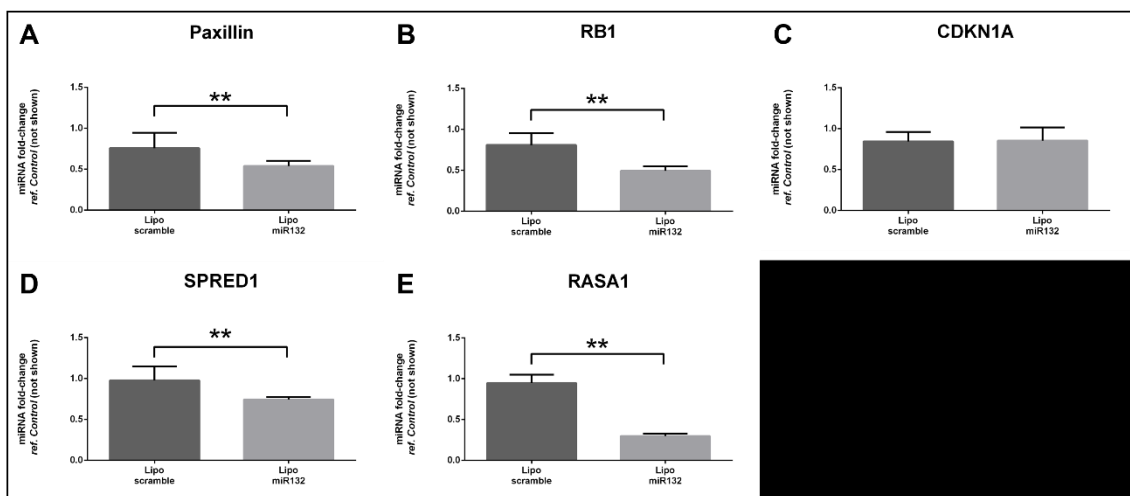 A
Paxillin
miRNA fold-change
ref. Control (not shown)
1.5
1.0
0.5
0.0
**
Lipo
scramble
Lipo
miR132
B
RB1
miRNA fold-change
ref. Control (not shown)
1.5
1.0
0.5
0.0
**
Lipo
scramble
Lipo
miR132
C
CDKN1A
miRNA fold-change
ref. Control (not shown)
1.5
1.0
0.5
0.0
Lipo
scramble
Lipo
miR132
D
SPRED1
miRNA fold-change
ref. Control (not shown)
1.5
1.0
0.5
0.0
**
Lipo
scramble
Lipo
miR132
E
RASA1
miRNA fold-change
ref. Control (not shown)
1.5
1.0
0.5
0.0
**
Lipo
scramble
Lipo
miR132